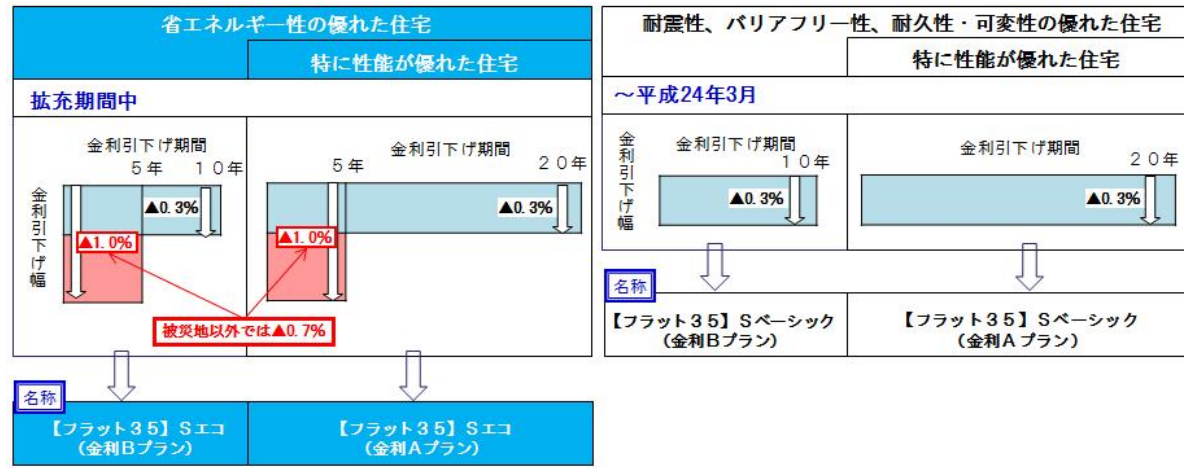 省エネルギー性の優れた住宅
特に性能が優れた住宅
拡充期間中
金利引下げ期間
5年 10年
金利引下げ幅
▲0.3%
▲1.0%
金利引下げ期間
5年 20年
▲0.3%
▲1.0%
被災地以外では▲0.7%
名称
【フラット35】Sエコ
(金利Bプラン)
【フラット35】Sエコ
(金利Aプラン)
耐震性、バリアフリー性、耐久性・可変性の優れた住宅
特に性能が優れた住宅
～平成24年3月
金利引下げ期間
10年
金利引下げ幅
▲0.3%
金利引下げ期間
20年
▲0.3%
名称
【フラット35】Sベーシック
(金利Bプラン)
【フラット35】Sベーシック
(金利Aプラン)